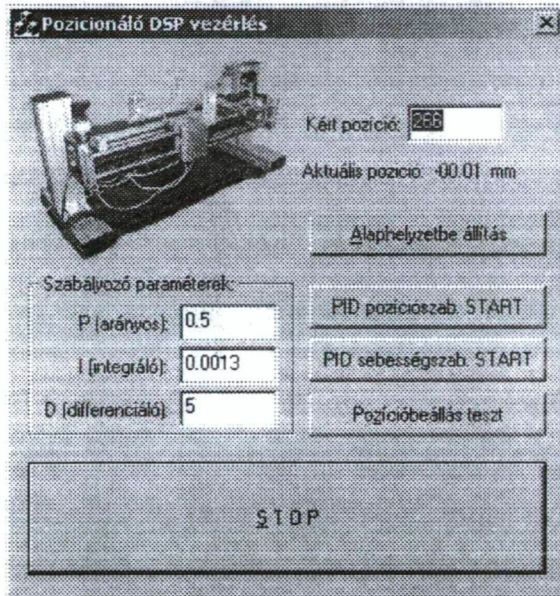 Pozicionáló DSP vezérlés
Kért pozíció: 266
Aktuális pozíció: -00.01 mm
Alaphelyzetbe állítás
Szabályozó paraméterek:
P (arányos): 0.5
I (integráló): 0.0013
D (differenciáló): 5
PID pozíciószab. START
PID sebességszab. START
Pozícióbeállás teszt
STOP